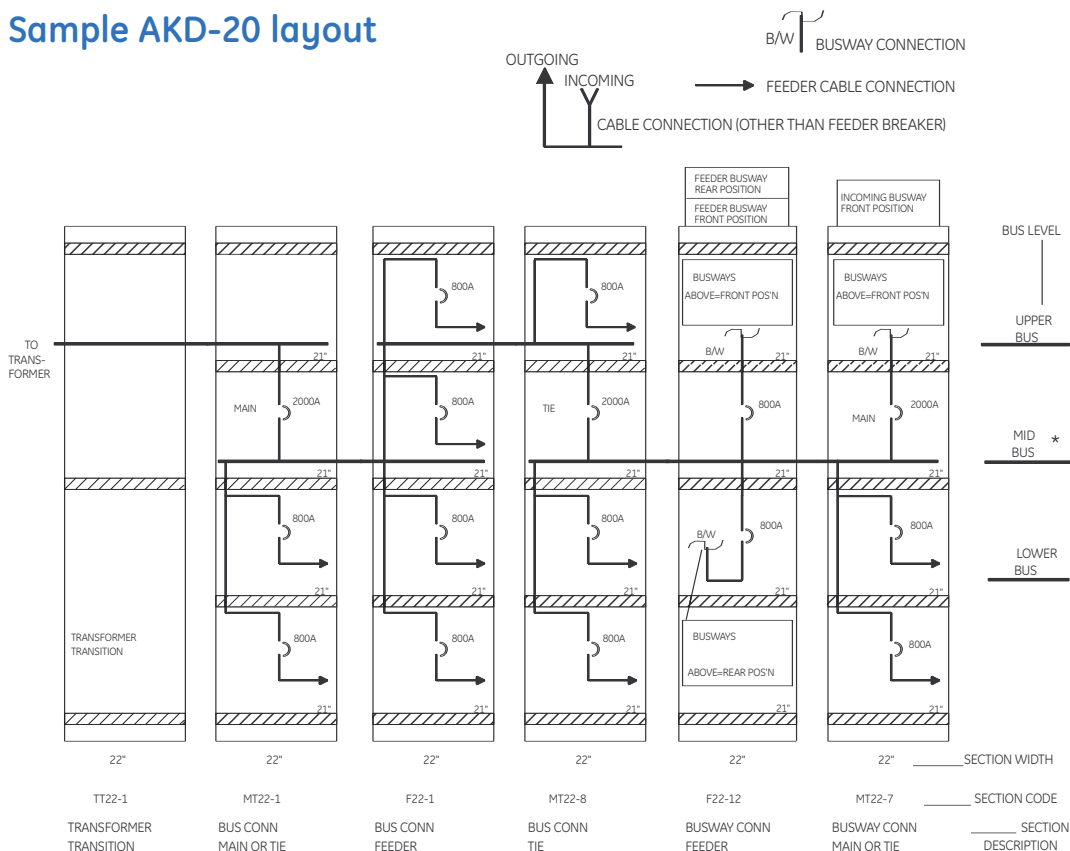 Sample AKD-20 layout
B/W
BUSWAY CONNECTION
OUTGOING
INCOMING
FEEDER CABLE CONNECTION
CABLE CONNECTION (OTHER THAN FEEDER BREAKER)
FEEDER BUSWAY
REAR POSITION
FEEDER BUSWAY
FRONT POSITION
INCOMING BUSWAY
FRONT POSITION
BUS LEVEL
800A
800A
BUSWAYS
ABOVE=FRONT POS'N
BUSWAYS
ABOVE=FRONT POS'N
UPPER
BUS
TO
TRANS-
FORMER
21"
21"
21"
B/W
21"
B/W
21"
MAIN
2000A
800A
TIE
2000A
800A
MAIN
2000A
MID *
BUS
21"
21"
21"
21"
21"
800A
800A
800A
B/W
800A
800A
LOWER
BUS
21"
21"
21"
21"
21"
TRANSFORMER
TRANSITION
800A
800A
800A
BUSWAYS
ABOVE=REAR POS'N
800A
21"
21"
21"
21"
21"
22"
22"
22"
22"
22"
22"
SECTION WIDTH
TT22-1
MT22-1
F22-1
MT22-8
F22-12
MT22-7
SECTION CODE
TRANSFORMER
TRANSITION
BUS CONN
MAIN OR TIE
BUS CONN
FEEDER
BUS CONN
TIE
BUSWAY CONN
FEEDER
BUSWAY CONN
MAIN OR TIE
SECTION
DESCRIPTION